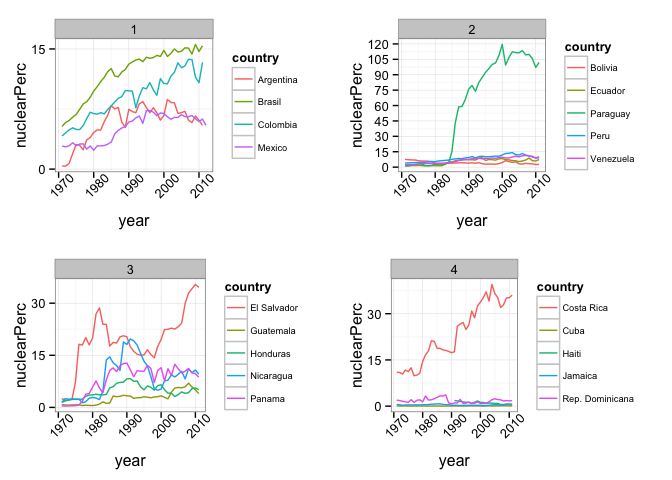 1
nuclearPerc
15
0
1970
1980
1990
2000
2010
year
country
Argentina
Brasil
Colombia
Mexico
2
nuclearPerc
120
105
90
75
60
45
30
15
0
1970
1980
1990
2000
2010
year
country
Bolivia
Ecuador
Paraguay
Peru
Venezuela
3
nuclearPerc
30
15
0
1970
1980
1990
2000
2010
year
country
El Salvador
Guatemala
Honduras
Nicaragua
Panama
4
nuclearPerc
30
15
0
1970
1980
1990
2000
2010
year
country
Costa Rica
Cuba
Haiti
Jamaica
Rep. Dominicana